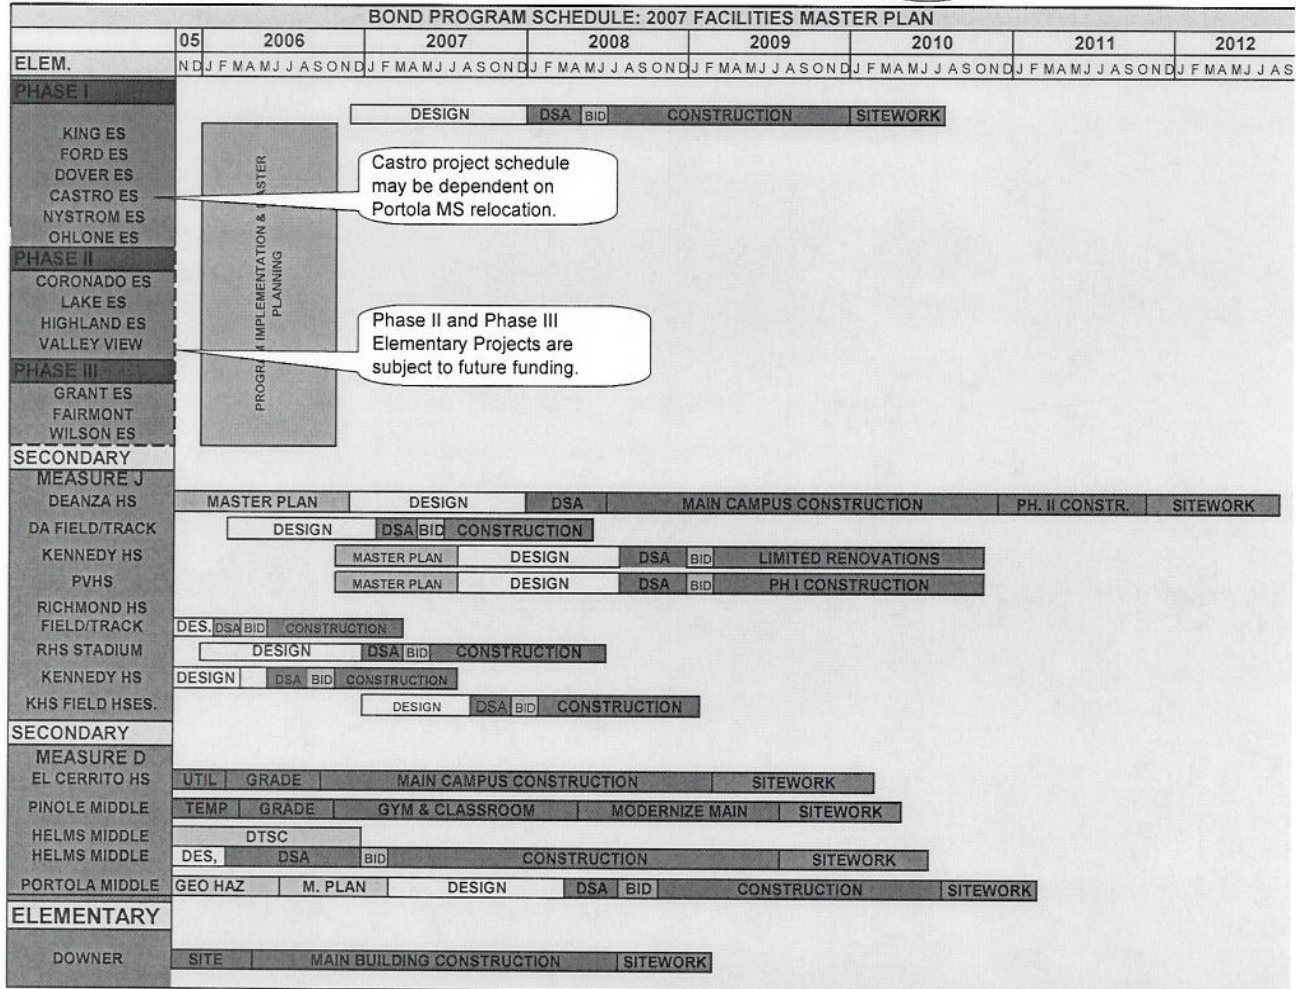 BOND PROGRAM SCHEDULE: 2007 FACILITIES MASTER PLAN
05 2006 2007 2008 2009 2010 2011 2012
ELEM. N D J F M A M J J A S O N D J F M A M J J A S O N D J F M A M J J A S O N D J F M A M J J A S O N D J F M A M J J A S O N D J F M A M J J A S O N D J F M A M J J A S
PHASE I
DESIGN DSA BID CONSTRUCTION SITEWORK
KING ES
FORD ES
DOVER ES
CASTRO ES
NYSTROM ES
OHLONE ES
PROGRAM IMPLEMENTATION & MASTER
PLANNING
Castro project schedule
may be dependent on
Portola MS relocation.
PHASE II
CORONADO ES
LAKE ES
HIGHLAND ES
VALLEY VIEW
Phase II and Phase III
Elementary Projects are
subject to future funding.
PHASE III
GRANT ES
FAIRMONT
WILSON ES
SECONDARY
MEASURE J
DEANZA HS MASTER PLAN DESIGN DSA MAIN CAMPUS CONSTRUCTION PH. II CONSTR. SITEWORK
DA FIELD/TRACK DESIGN DSA BID CONSTRUCTION
KENNEDY HS MASTER PLAN DESIGN DSA BID LIMITED RENOVATIONS
PVHS MASTER PLAN DESIGN DSA BID PH I CONSTRUCTION
RICHMOND HS
FIELD/TRACK DES. DSA BID CONSTRUCTION
RHS STADIUM DESIGN DSA BID CONSTRUCTION
KENNEDY HS DESIGN DSA BID CONSTRUCTION
KHS FIELD HSES. DESIGN DSA BID CONSTRUCTION
SECONDARY
MEASURE D
EL CERRITO HS UTIL GRADE MAIN CAMPUS CONSTRUCTION SITEWORK
PINOLE MIDDLE TEMP GRADE GYM & CLASSROOM MODERNIZE MAIN SITEWORK
HELMS MIDDLE DTSC
HELMS MIDDLE DES, DSA BID CONSTRUCTION SITEWORK
PORTOLA MIDDLE GEO HAZ M. PLAN DESIGN DSA BID CONSTRUCTION SITEWORK
ELEMENTARY
DOWNER SITE MAIN BUILDING CONSTRUCTION SITEWORK